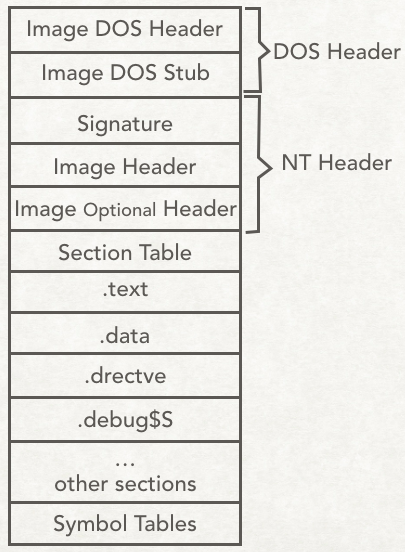 Image DOS Header
Image DOS Stub
DOS Header
Signature
Image Header
Image Optional Header
NT Header
Section Table
.text
.data
.drectve
.debug$S
...
other sections
Symbol Tables